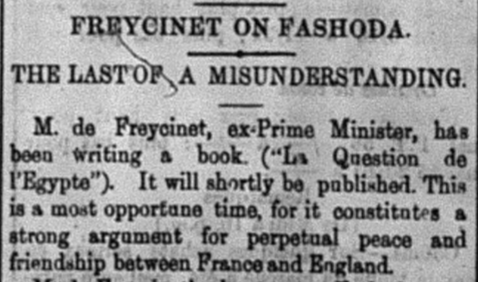 FREYCINET ON FASHODA.
THE LAST OF A MISUNDERSTANDING.
M. de Freycinet, ex-Prime Minister, has
been writing a book. ("La Question de
l'Egypte"). It will shortly be published. This
is a most opportune time, for it constitutes a
strong argument for perpetual peace and
friendship between France and England.